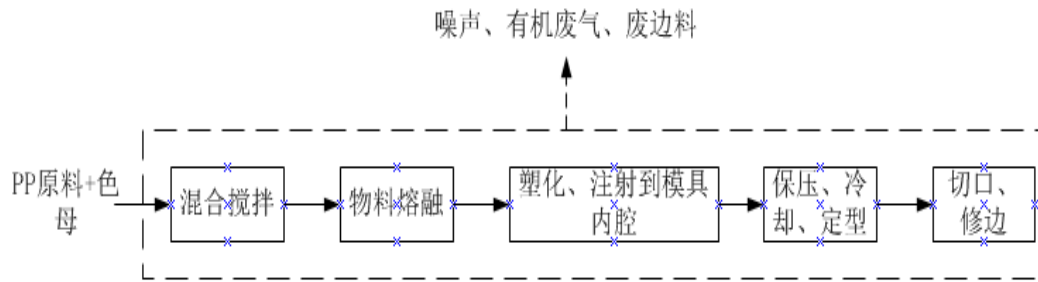 噪声、有机废气、废边料
PP原料+色
母
混合搅拌
物料熔融
塑化、注射到模具
内腔
保压、冷
却、定型
切口、
修边